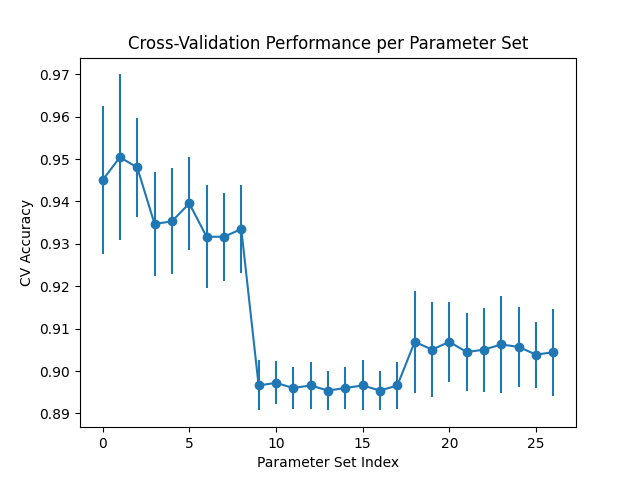 Cross-Validation Performance per Parameter Set
0.97
0.96
0.95
0.94
0.93
0.92
0.91
0.90
0.89
CV Accuracy
0 5 10 15 20 25
Parameter Set Index